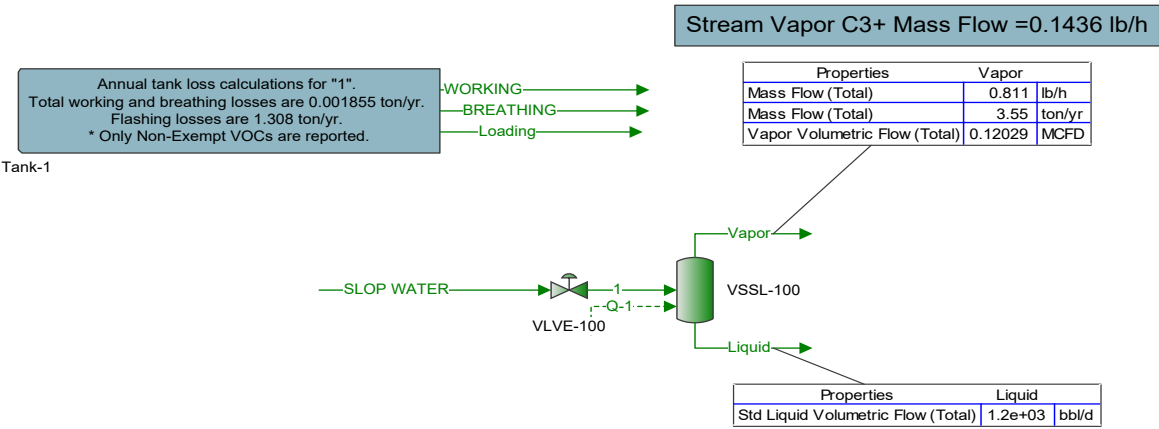 Stream Vapor C3+ Mass Flow =0.1436 lb/h
Annual tank loss calculations for "1".
Total working and breathing losses are 0.001855 ton/yr.
Flashing losses are 1.308 ton/yr.
* Only Non-Exempt VOCs are reported.
Tank-1
WORKING
BREATHING
Loading
Properties Vapor
Mass Flow (Total) 0.811 lb/h
Mass Flow (Total) 3.55 ton/yr
Vapor Volumetric Flow (Total) 0.12029 MCFD
Vapor
SLOP WATER
1
Q-1
VLVE-100
VSSL-100
Liquid
Properties Liquid
Std Liquid Volumetric Flow (Total) 1.2e+03 bbl/d